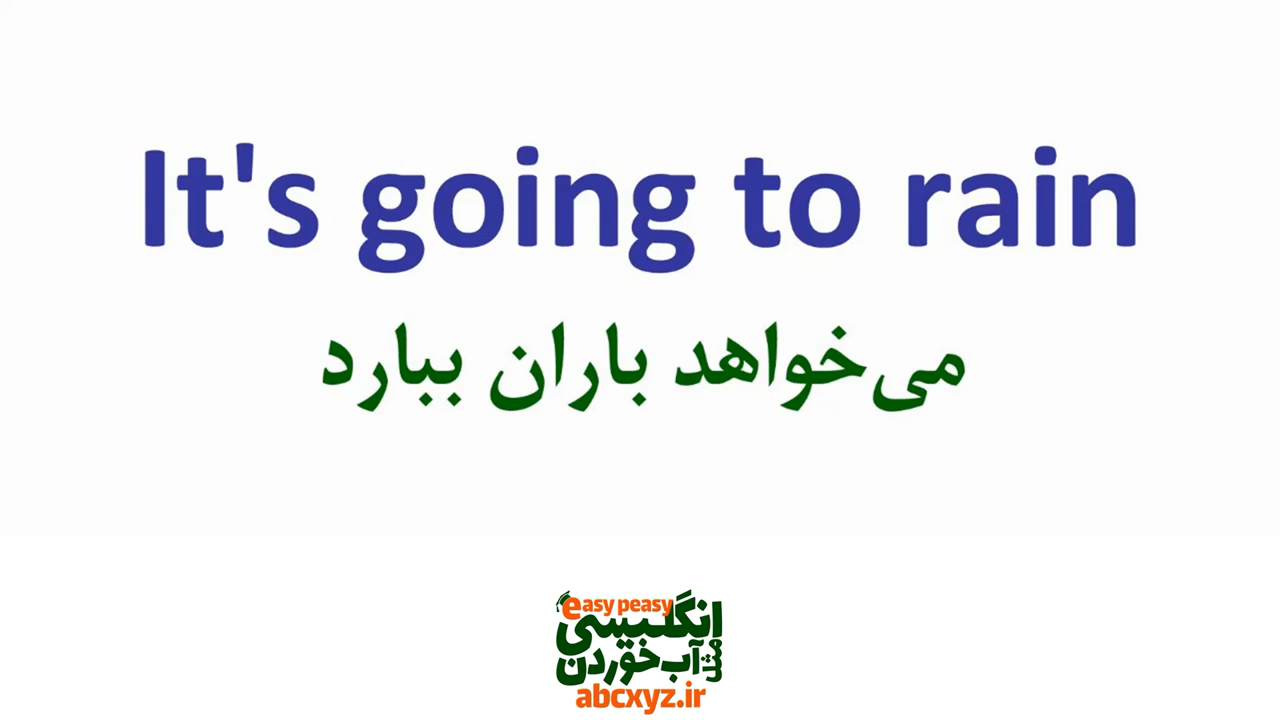 It's going to rain
می‌خواهد باران ببارد
easy peasy
انگلیسی
مثل آب خوردن
abcxyz.ir